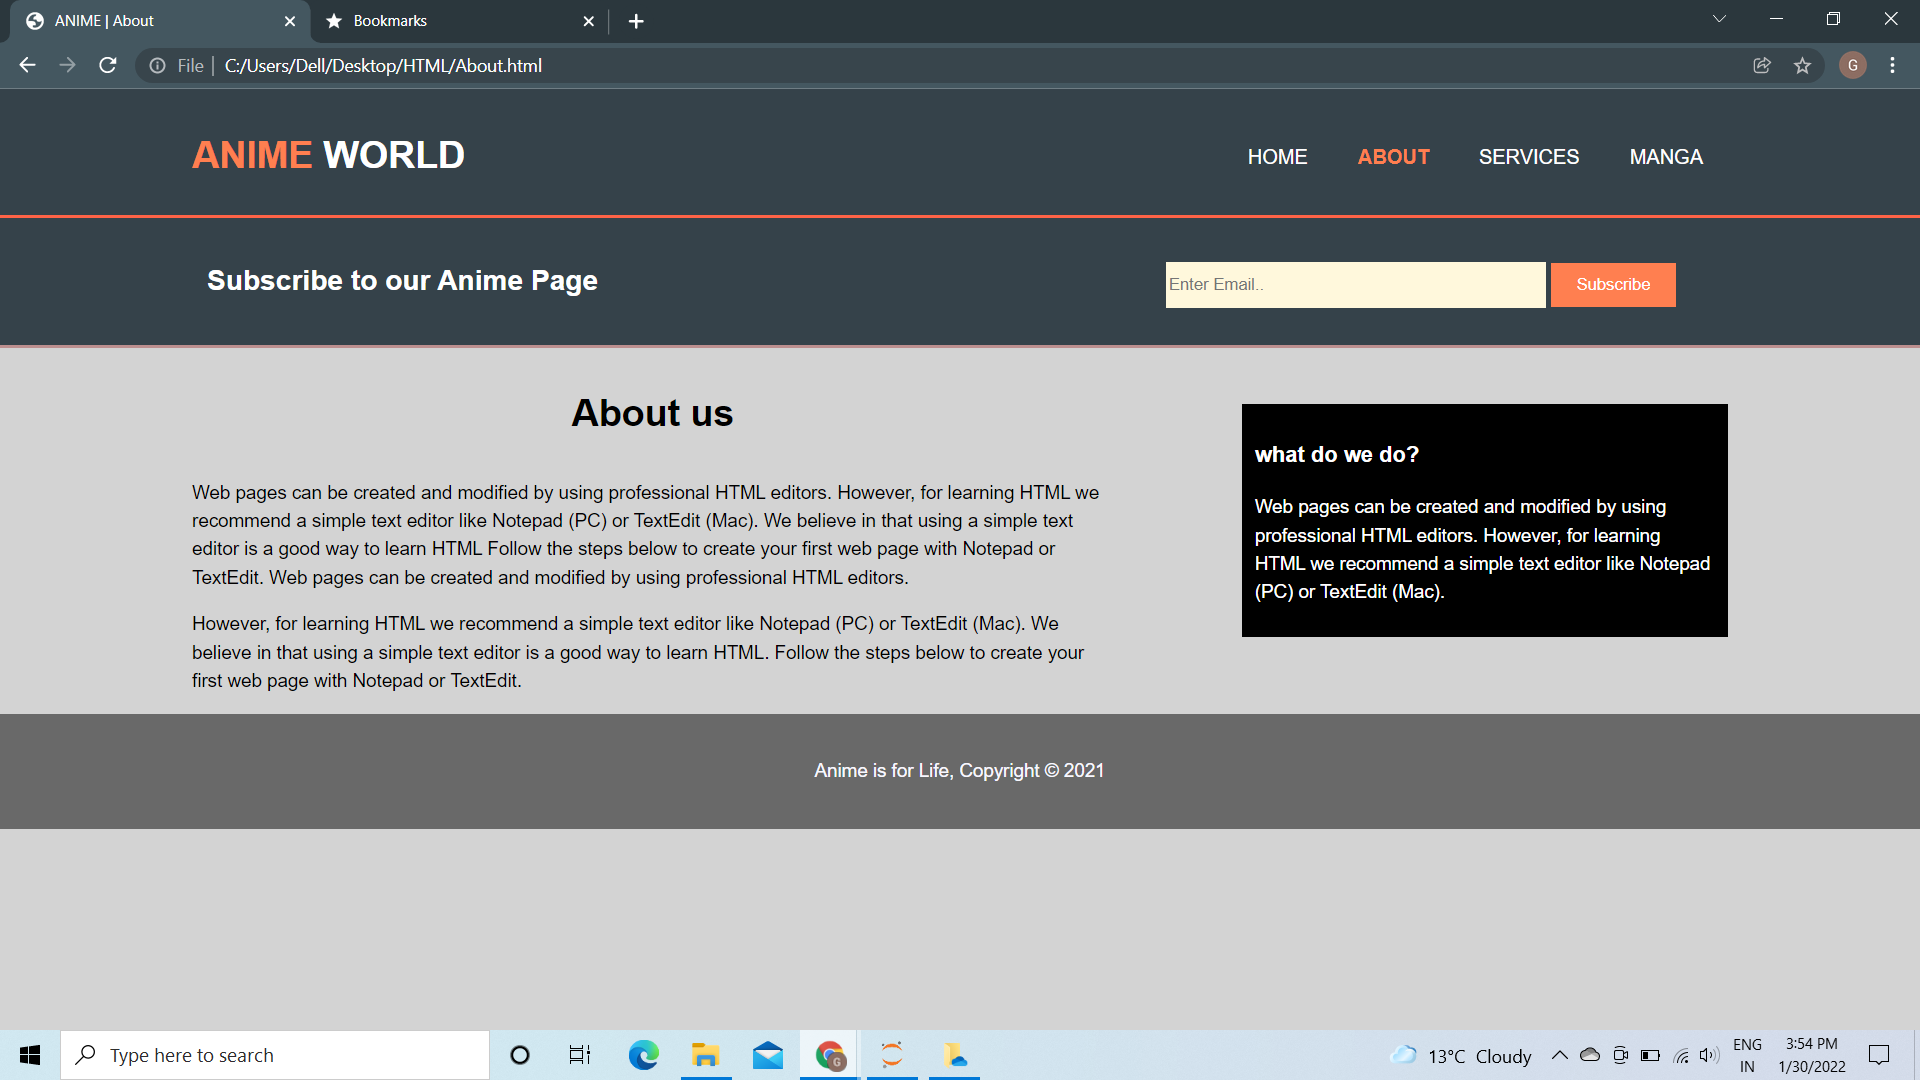 ANIME | About
Bookmarks
File | C:/Users/Dell/Desktop/HTML/About.html
G
ANIME WORLD
HOME ABOUT SERVICES MANGA
Subscribe to our Anime Page
Enter Email..
Subscribe
About us
Web pages can be created and modified by using professional HTML editors. However, for learning HTML we
recommend a simple text editor like Notepad (PC) or TextEdit (Mac). We believe in that using a simple text
editor is a good way to learn HTML Follow the steps below to create your first web page with Notepad or
TextEdit. Web pages can be created and modified by using professional HTML editors.
However, for learning HTML we recommend a simple text editor like Notepad (PC) or TextEdit (Mac). We
believe in that using a simple text editor is a good way to learn HTML. Follow the steps below to create your
first web page with Notepad or TextEdit.
what do we do?
Web pages can be created and modified by using
professional HTML editors. However, for learning
HTML we recommend a simple text editor like Notepad
(PC) or TextEdit (Mac).
Anime is for Life, Copyright © 2021
Type here to search
G
13°C Cloudy
ENG
IN
3:54 PM
1/30/2022